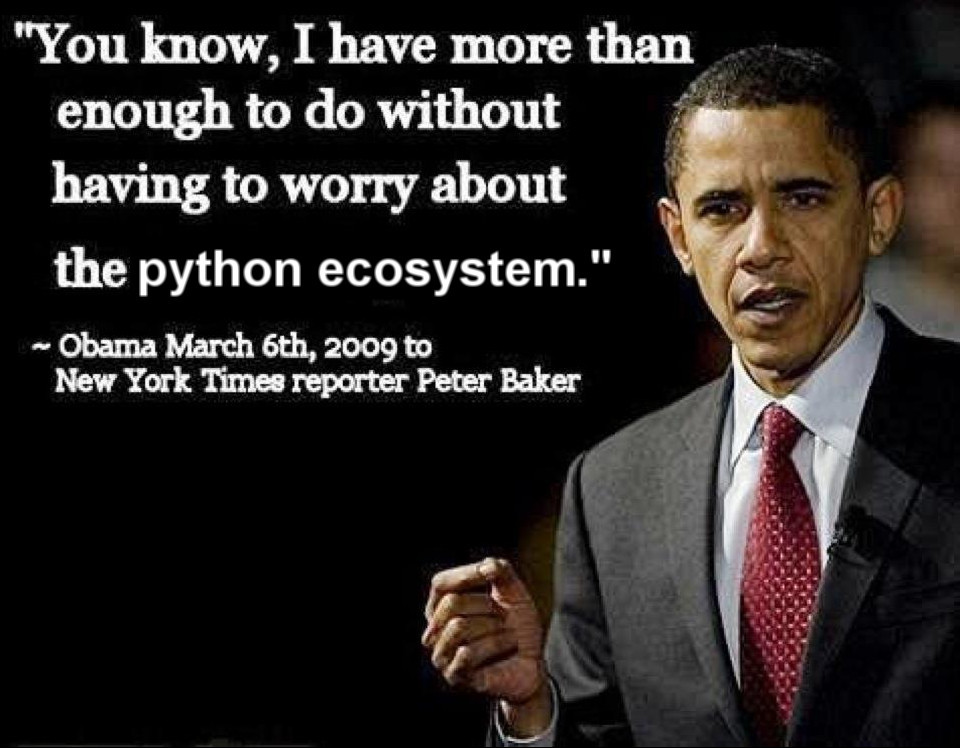 "You know, I have more than
enough to do without
having to worry about
the python ecosystem."
~ Obama March 6th, 2009 to
New York Times reporter Peter Baker